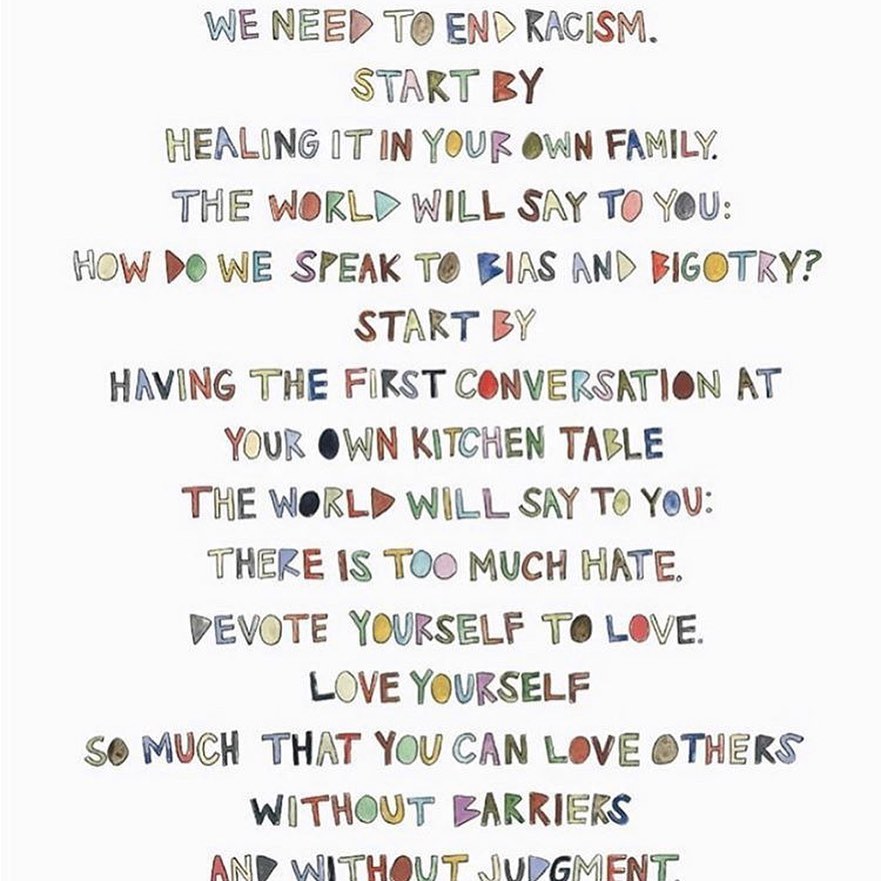 WE NEED TO END RACISM.
START BY
HEALING IT IN YOUR OWN FAMILY.
THE WORLD WILL SAY TO YOU:
HOW DO WE SPEAK TO BIAS AND BIGOTRY?
START BY
HAVING THE FIRST CONVERSATION AT
YOUR OWN KITCHEN TABLE
THE WORLD WILL SAY TO YOU:
THERE IS TOO MUCH HATE.
DEVOTE YOURSELF TO LOVE.
LOVE YOURSELF
SO MUCH THAT YOU CAN LOVE OTHERS
WITHOUT BARRIERS
AND WITHOUT JUDGMENT.